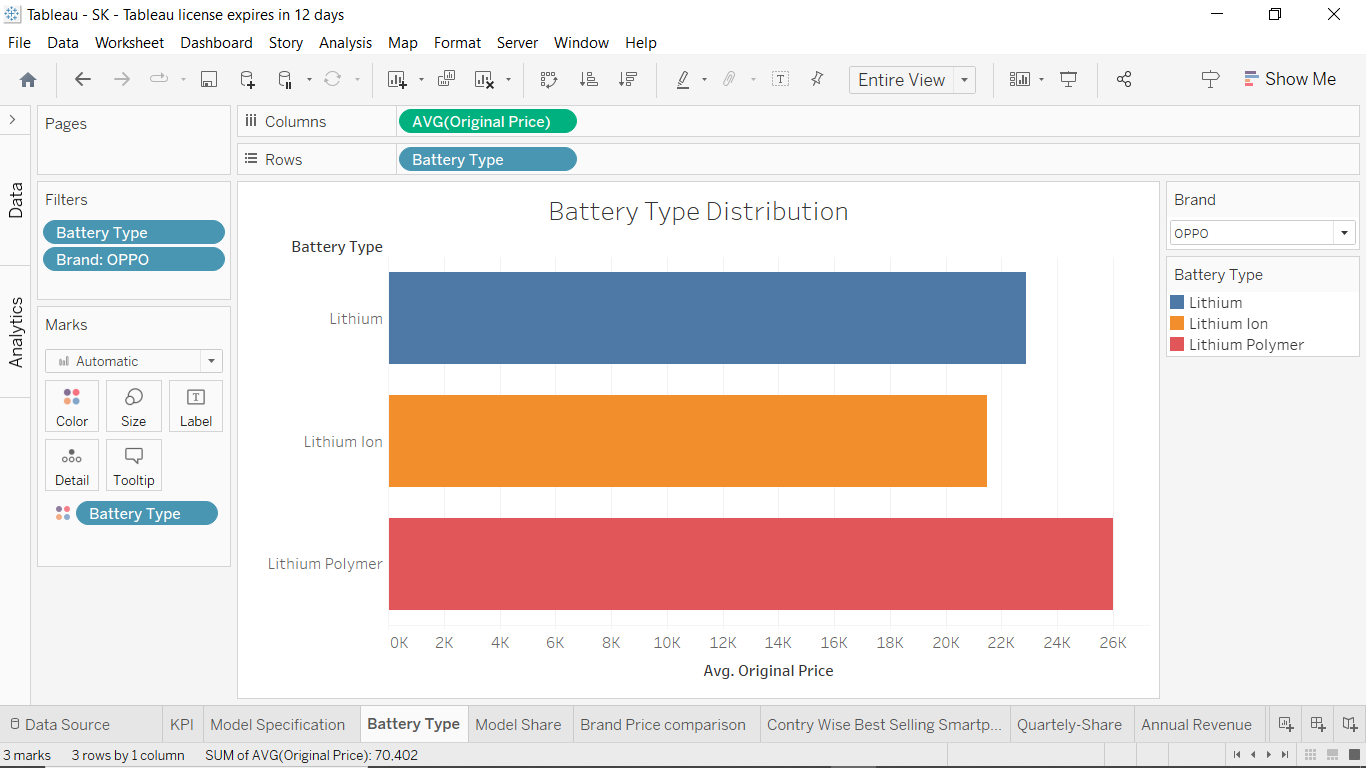 Tableau - SK - Tableau license expires in 12 days
File Data Worksheet Dashboard Story Analysis Map Format Server Window Help
Entire View
Show Me
Data
Analytics
Pages
Filters
Battery Type
Brand: OPPO
Marks
Automatic
Color Size Label
Detail Tooltip
Battery Type
Columns AVG(Original Price)
Rows Battery Type
Battery Type Distribution
Battery Type
Lithium
Lithium Ion
Lithium Polymer
0K 2K 4K 6K 8K 10K 12K 14K 16K 18K 20K 22K 24K 26K
Avg. Original Price
Brand
OPPO
Battery Type
Lithium
Lithium Ion
Lithium Polymer
Data Source KPI Model Specification Battery Type Model Share Brand Price comparison Contry Wise Best Selling Smartp... Quartely-Share Annual Revenue
3 marks 3 rows by 1 column SUM of AVG(Original Price): 70,402